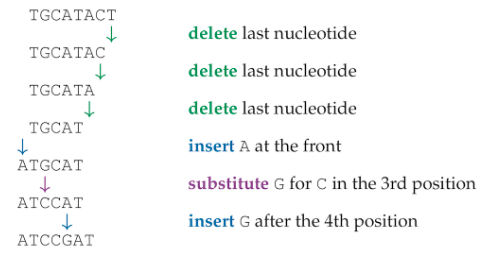 TGCATACT
delete last nucleotide
TGCATAC
delete last nucleotide
TGCATA
delete last nucleotide
TGCAT
insert A at the front
ATGCAT
substitute G for C in the 3rd position
ATCCAT
insert G after the 4th position
ATCCGAT